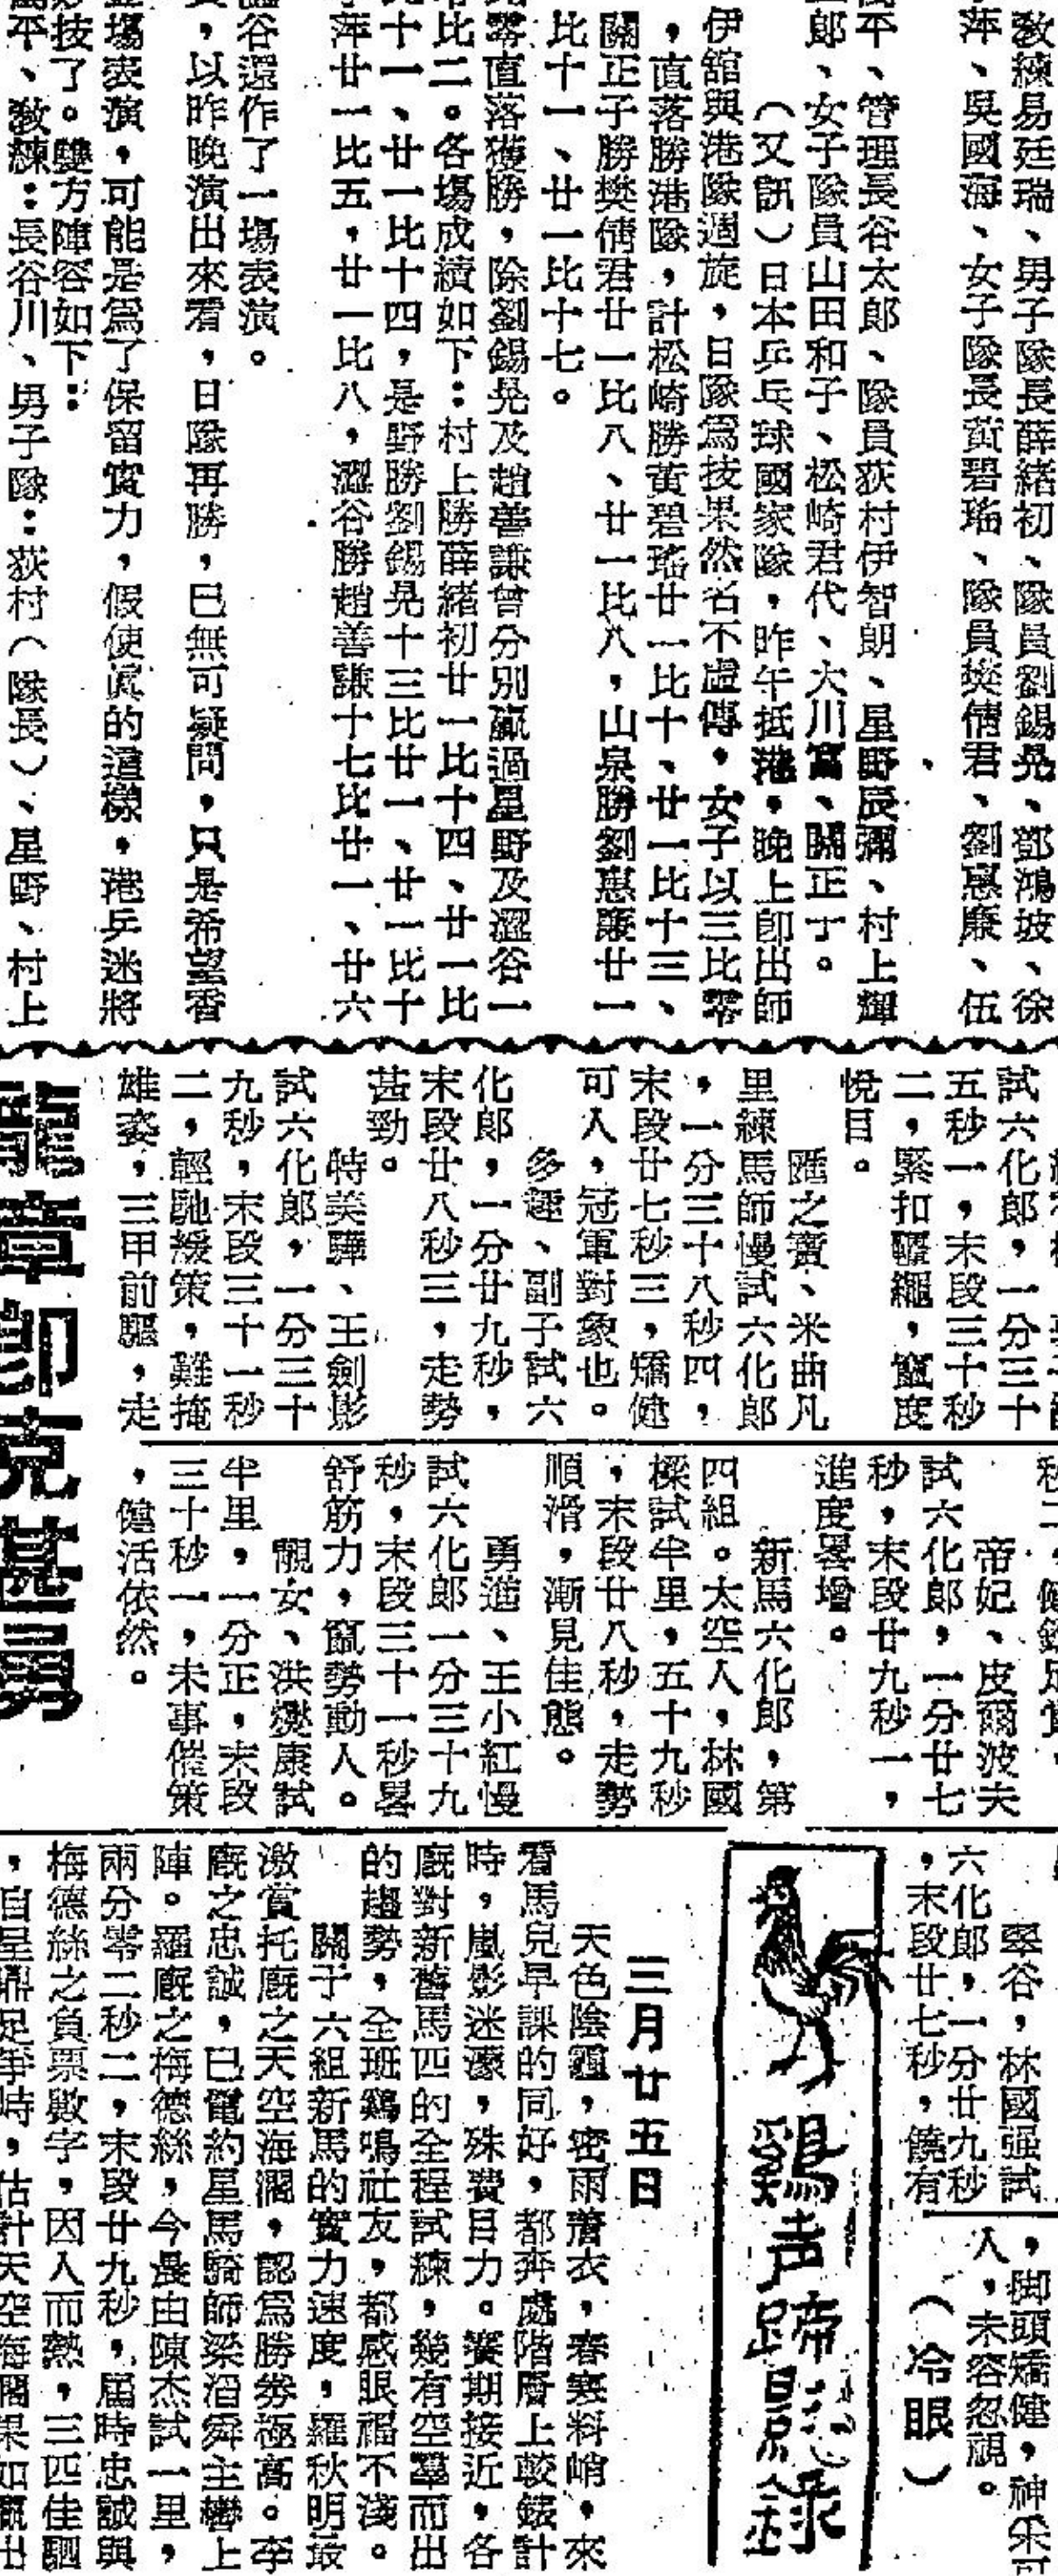 教練易廷瑞、男子隊長薛緒初、隊員劉錫晃、鄧鴻坡、徐
萍、吳國海、女子隊長黃碧瑤、隊員樊倩君、劉惠廉、伍
平、管理長谷太郎、隊員荻村伊智朗、星野辰彌、村上輝
郎、女子隊員山田和子、松崎君代、大川富、關正子。
（又訊）日本乒乓球國家隊，昨午抵港，晚上卽出師
伊舘與港隊週旋，日隊爲技果然名不虛傳，女子以三比零
，直落勝港隊，計松崎勝黃碧瑤廿一比十、廿一比十三、
關正子勝樊倩君廿一比八、廿一比八，山泉勝劉惠廉廿一
比十一、廿一比十七。
零直落獲勝，除劉錫晃及趙善謙曾分別贏過星野及澀谷一
比二。各場成績如下：村上勝薛緒初廿一比十四、廿一比
十一、廿一比十四，是野勝劉錫晃十三比廿一、廿一比十
萍廿一比五，廿一比八，澀谷勝趙善謙十七比廿一、廿六
澀谷還作了一場表演。
，以昨晚演出來看，日隊再勝，已無可疑問，只是希望香
場表演，可能是爲了保留實力，假使眞的這樣，港乒迷將
妙技了。雙方陣容如下：
平、敎練：長谷川、男子隊：荻村（隊長）、星野、村上
試六化郎，一分三十
五秒一，末段三十秒
二，緊扣韁繩，竄度
悅目。
匯之寶、米曲凡
里練馬師慢試六化郎
，一分三十八秒四，
末段廿七秒三，矯健
可人，冠軍對象也。
多趣、副子試六
化郎，一分廿九秒，
末段廿八秒三，走勢
甚勁。
特美驊、王劍影
試六化郎，一分三十
九秒，末段三十一秒
二，輕馳緩策，難掩
雄姿，三甲前驅，走
龍章卽克甚勇
帝妃、皮爾波夫
試六化郎，一分廿七
秒，末段廿九秒一，
進度畧增。
新馬六化郎，第
四組。太空人，林國
樑試半里，五十九秒
，末段廿八秒，走勢
順滑，漸見佳態。
勇進、王小紅慢
試六化郎一分三十九
秒，末段三十一秒畧
舒筋力，竄勢動人。
靚女、洪爕康試
半里，一分正，末段
三十秒一，未事催策
，健活依然。
翠谷，林國强試
六化郎，一分廿九秒
，末段廿七秒，饒有
，脚頭矯健，神采可
人，未容忽視。
（冷眼）
鷄声蹄影錄
三月廿五日
天色陰霾，密雨蕭衣，春寒料峭，來
看馬兒早課的同好，都奔處階層上較錶計
時，嵐影迷濛，殊費目力。賽期接近，各
廐對新舊馬匹的全程試練，幾有空羣而出
的趨勢，全班鷄鳴社友，都感眼福不淺。
關于六組新馬的實力速度，羅秋明最
激賞托廐之天空海濶，認爲勝券極高。李
廐之忠誠，已電約星馬騎師梁滔舜主轡上
陣。羅廐之梅德絲，今晨由陳杰試一里，
兩分零二秒二，末段廿九秒，屆時忠誠與
梅德絲之負票數字，因人而熱，三匹佳駟
，自呈鼎足爭時，估計天空海濶果如